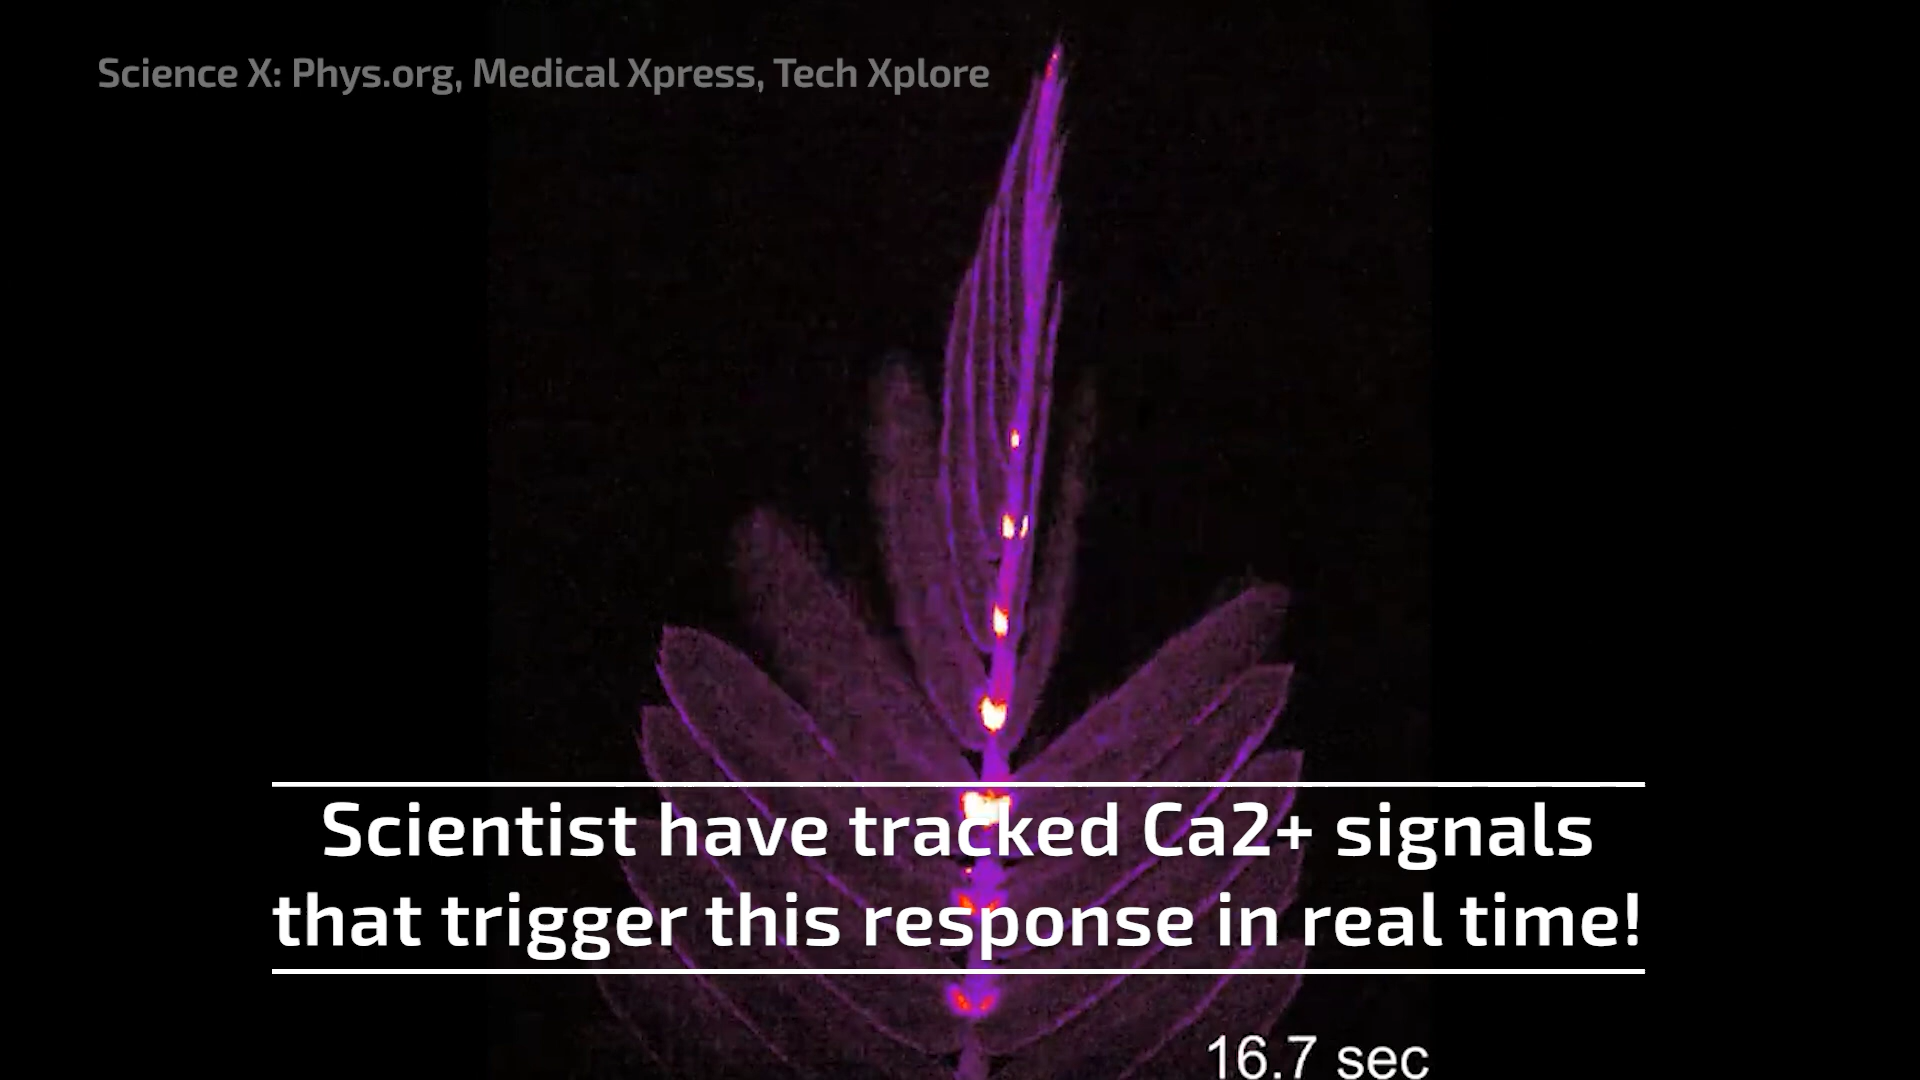 Science X: Phys.org, Medical Xpress, Tech Xplore
Scientist have tracked Ca2+ signals
that trigger this response in real time!
16.7 sec